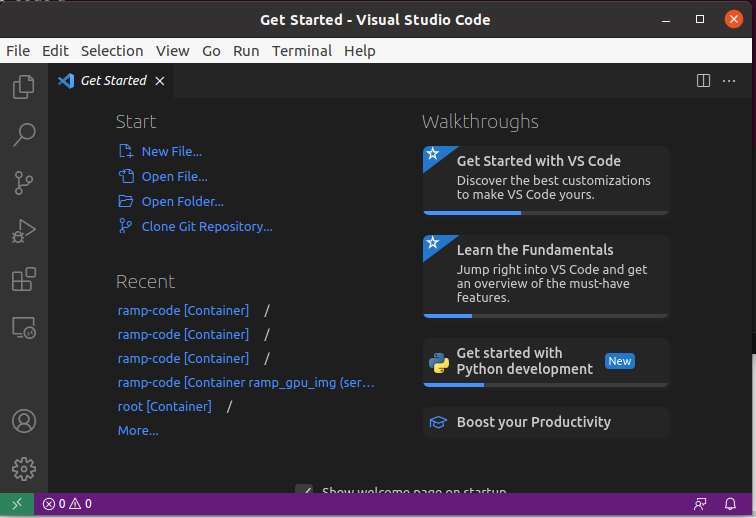 Get Started - Visual Studio Code
File Edit Selection View Go Run Terminal Help
Get Started
Start
New File...
Open File...
Open Folder...
Clone Git Repository...
Recent
ramp-code [Container] /
ramp-code [Container] /
ramp-code [Container] /
ramp-code [Container ramp_gpu_img (ser...
root [Container] /
More...
Walkthroughs
Get Started with VS Code
Discover the best customizations
to make VS Code yours.
Learn the Fundamentals
Jump right into VS Code and get
an overview of the must-have
features.
Get started with
Python development New
Boost your Productivity
Show welcome page on startup
0 0